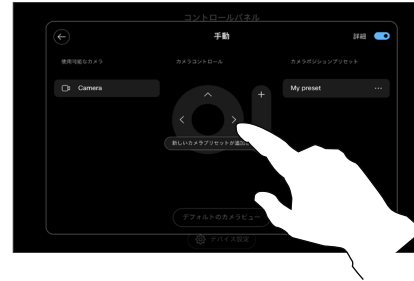 コントロールパネル
手動
詳細
使用可能なカメラ
カメラコントロール
カメラポジションプリセット
Camera
My preset
新しいカメラプリセットが追加
デフォルトのカメラビュー
デバイス設定